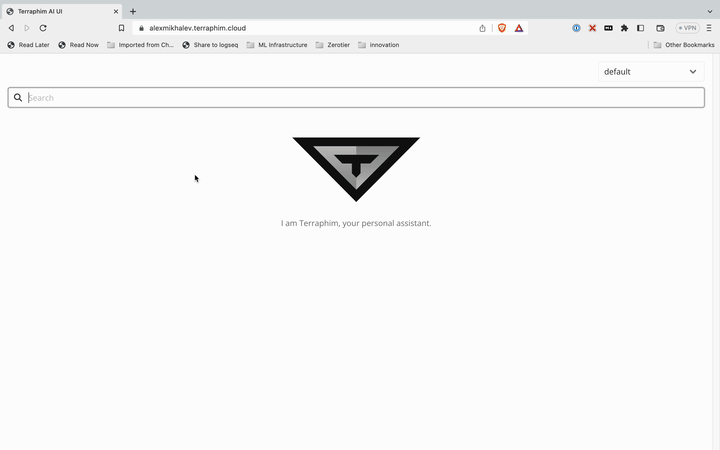 Terraphim AI UI
alexmikhalev.terraphim.cloud
VPN
Read Later Read Now Imported from Ch... Share to logseq ML Infrastructure Zerotier innovation Other Bookmarks
default
Search
I am Terraphim, your personal assistant.